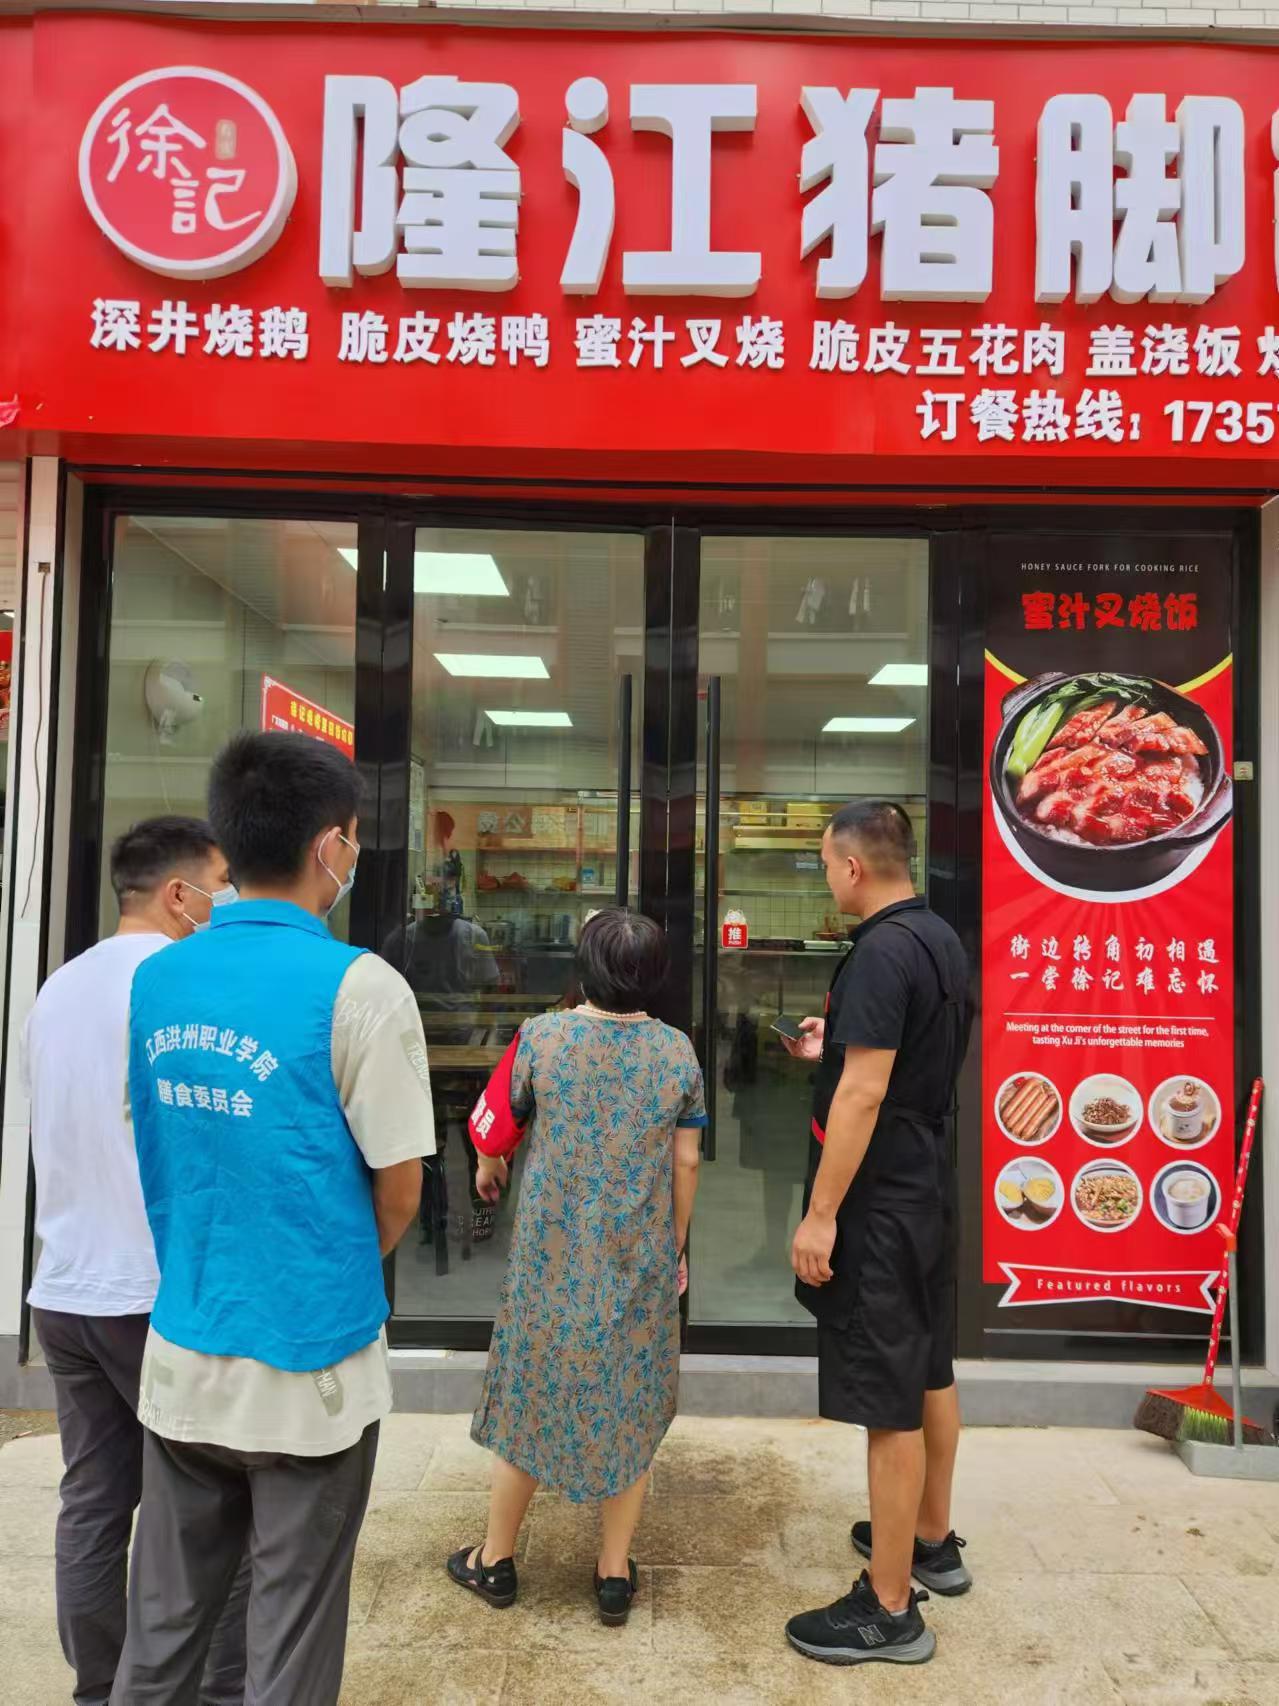 徐記
隆江猪脚
深井烧鹅 脆皮烧鸭 蜜汁叉烧 脆皮五花肉 盖浇饭
订餐热线：1735
HONEY SAUCE FORK FOR COOKING RICE
蜜汁叉烧饭
推
PUSH
街边转角初相遇
一尝徐记难忘怀
Meeting at the corner of the street for the first time,
tasting Xu Ji's unforgettable memories
Featured flavors
江西洪州职业学院
膳食委员会
N